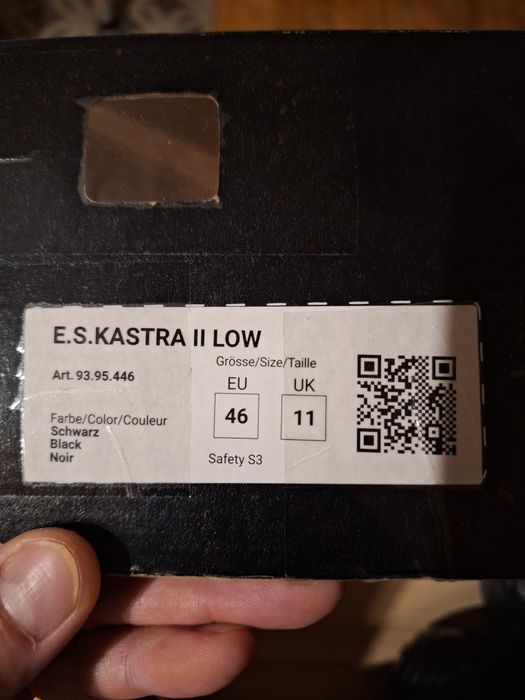 E.S.KASTRA II LOW
Art. 93.95.446
Grösse/Size/Taille
EU UK
46 11
Farbe/Color/Couleur
Schwarz
Black
Noir
Safety S3